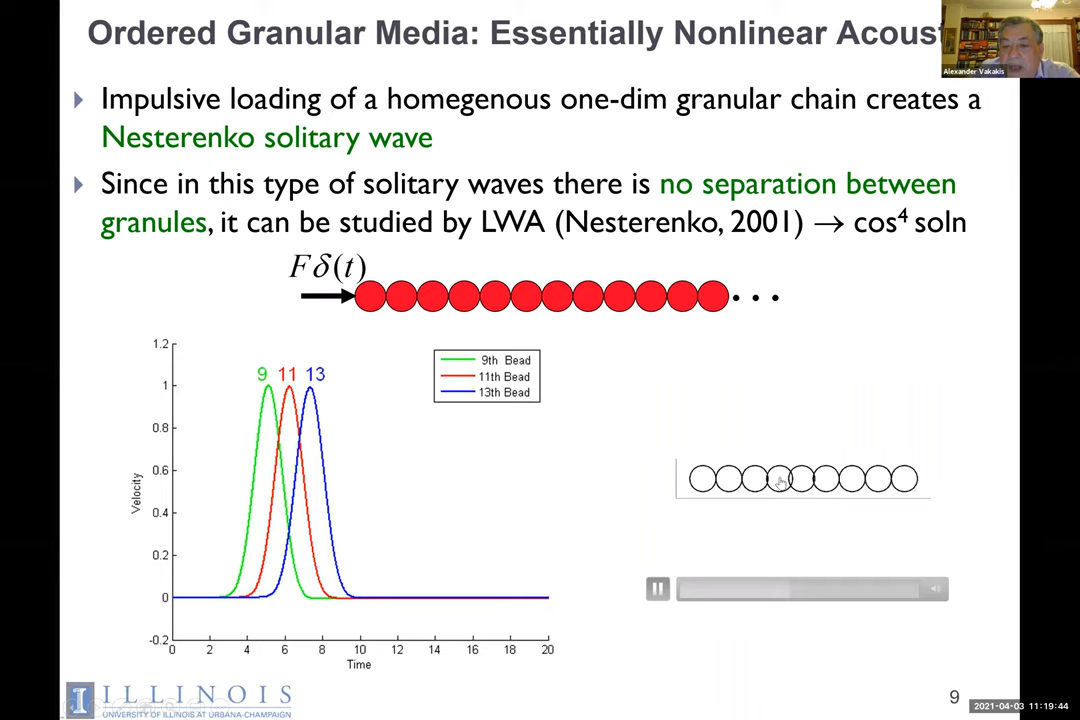 Ordered Granular Media: Essentially Nonlinear Acoust
Alexander Vakakis
Impulsive loading of a homegenous one-dim granular chain creates a
Nesterenko solitary wave
Since in this type of solitary waves there is no separation between
granules, it can be studied by LWA (Nesterenko, 2001) → cos⁴ soln
Fδ(t)
...
1.2
1
0.8
0.6
0.4
0.2
0
-0.2
Velocity
9 11 13
9th Bead
11th Bead
13th Bead
0 2 4 6 8 10 12 14 16 18 20
Time
I ILLINOIS
UNIVERSITY OF ILLINOIS AT URBANA-CHAMPAIGN
9
2021-04-03 11:19:44